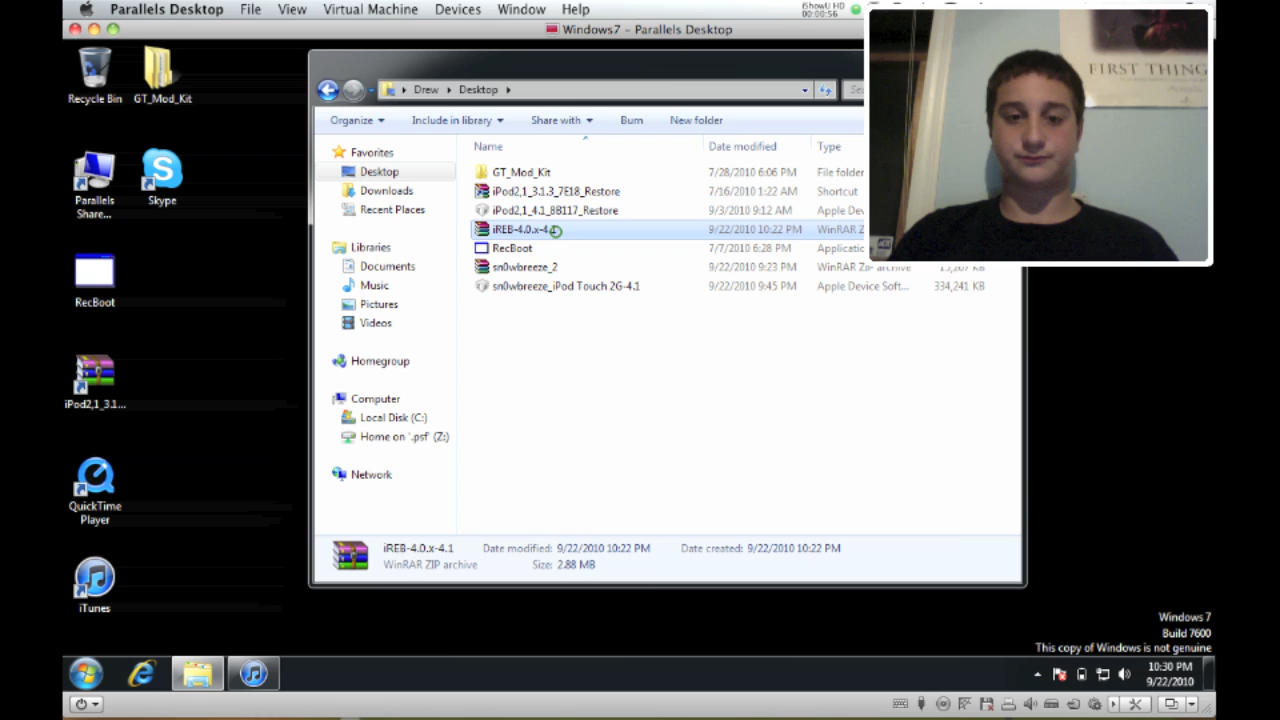 Parallels Desktop File View Virtual Machine Devices Window Help
iShowU HD
00:00:56
Windows7 - Parallels Desktop
Recycle Bin
GT_Mod_Kit
Parallels Share...
Skype
RecBoot
iPod2,1_3.1...
QuickTime Player
iTunes
Drew Desktop
Organize Include in library Share with Burn New folder
Favorites
Desktop
Downloads
Recent Places
Libraries
Documents
Music
Pictures
Videos
Homegroup
Computer
Local Disk (C:)
Home on '.psf' (Z:)
Network
Name Date modified Type
GT_Mod_Kit 7/28/2010 6:06 PM File folder
iPod2,1_3.1.3_7E18_Restore 7/16/2010 1:22 AM Shortcut
iPod2,1_4.1_8B117_Restore 9/3/2010 9:12 AM Apple Dev
iREB-4.0.x-4.1 9/22/2010 10:22 PM WinRAR Z
RecBoot 7/7/2010 6:28 PM Applicatio
sn0wbreeze_2 9/22/2010 9:23 PM WinRAR ZIP archive
sn0wbreeze_iPod Touch 2G-4.1 9/22/2010 9:45 PM Apple Device Soft... 334,241 KB
iREB-4.0.x-4.1 Date modified: 9/22/2010 10:22 PM Date created: 9/22/2010 10:22 PM
WinRAR ZIP archive Size: 2.88 MB
FIRST THING
Windows 7
Build 7600
This copy of Windows is not genuine
10:30 PM
9/22/2010